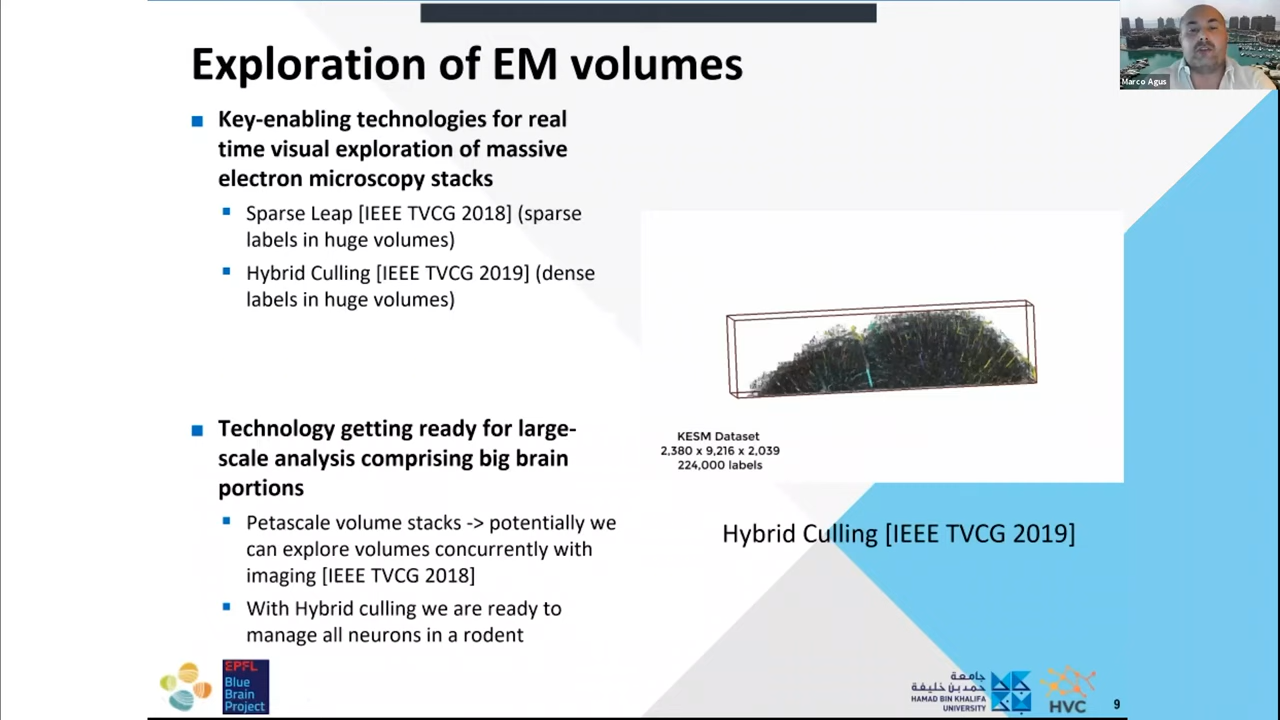 Exploration of EM volumes
Marco Agus
Key-enabling technologies for real
time visual exploration of massive
electron microscopy stacks
Sparse Leap [IEEE TVCG 2018] (sparse
labels in huge volumes)
Hybrid Culling [IEEE TVCG 2019] (dense
labels in huge volumes)
KESM Dataset
2,380 x 9,216 x 2,039
224,000 labels
Hybrid Culling [IEEE TVCG 2019]
Technology getting ready for large-
scale analysis comprising big brain
portions
Petascale volume stacks -> potentially we
can explore volumes concurrently with
imaging [IEEE TVCG 2018]
With Hybrid culling we are ready to
manage all neurons in a rodent
EPFL
Blue
Brain
Project
جامعة
حمد بن خليفة
HAMAD BIN KHALIFA
UNIVERSITY
HVC
9